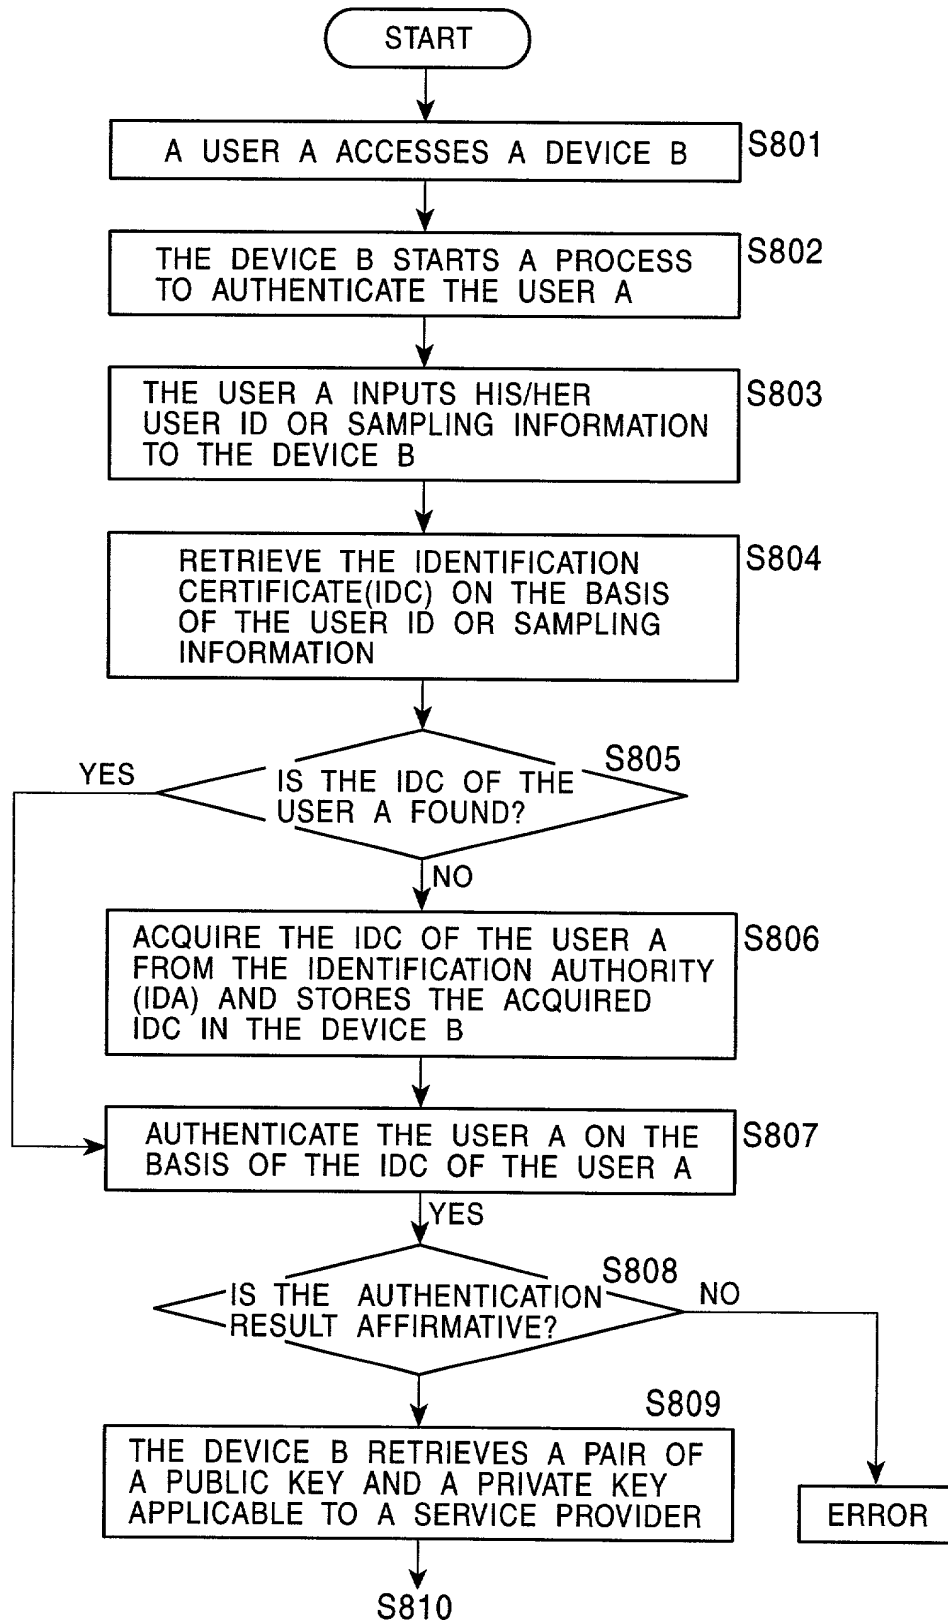 START
A USER A ACCESSES A DEVICE B
S801
THE DEVICE B STARTS A PROCESS
TO AUTHENTICATE THE USER A
S802
THE USER A INPUTS HIS/HER
USER ID OR SAMPLING INFORMATION
TO THE DEVICE B
S803
RETRIEVE THE IDENTIFICATION
CERTIFICATE(IDC) ON THE BASIS
OF THE USER ID OR SAMPLING
INFORMATION
S804
S805
YES
IS THE IDC OF THE
USER A FOUND?
NO
ACQUIRE THE IDC OF THE USER A
FROM THE IDENTIFICATION AUTHORITY
(IDA) AND STORES THE ACQUIRED
IDC IN THE DEVICE B
S806
AUTHENTICATE THE USER A ON THE
BASIS OF THE IDC OF THE USER A
S807
YES
S808
IS THE AUTHENTICATION
RESULT AFFIRMATIVE?
NO
S809
THE DEVICE B RETRIEVES A PAIR OF
A PUBLIC KEY AND A PRIVATE KEY
APPLICABLE TO A SERVICE PROVIDER
ERROR
S810